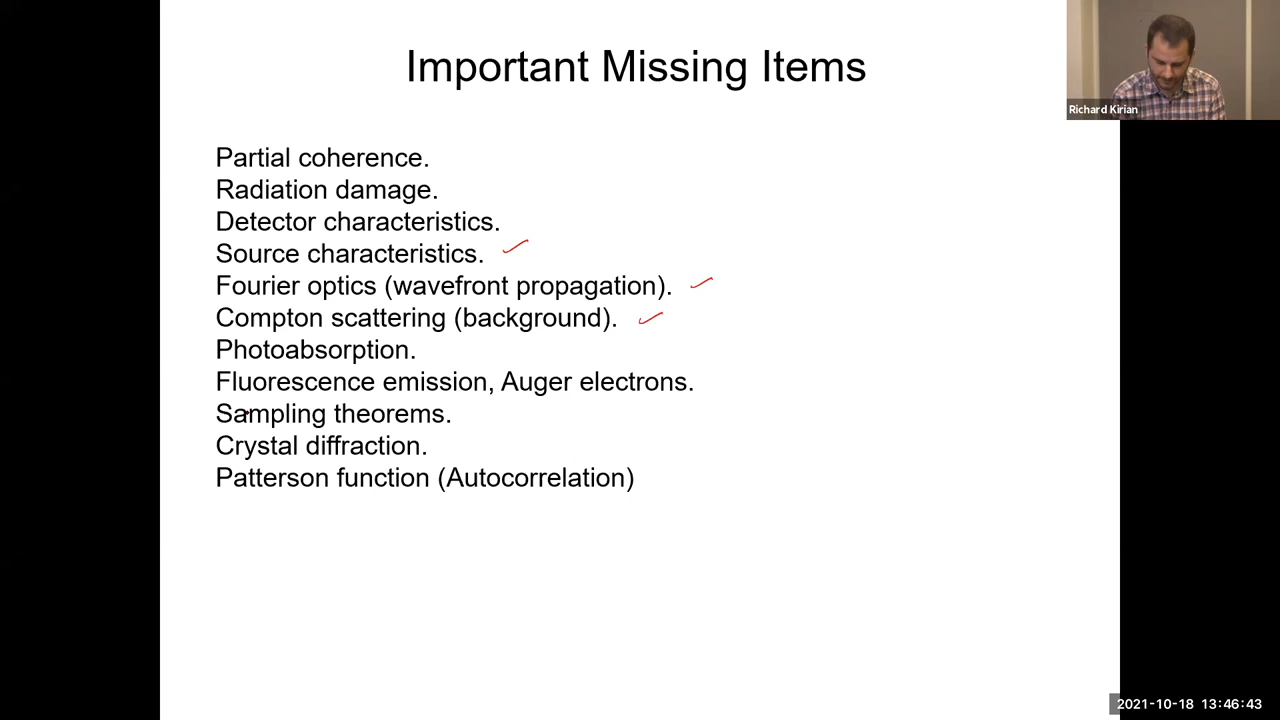 Important Missing Items
Richard Kirian
Partial coherence.
Radiation damage.
Detector characteristics.
Source characteristics.
Fourier optics (wavefront propagation).
Compton scattering (background).
Photoabsorption.
Fluorescence emission, Auger electrons.
Sampling theorems.
Crystal diffraction.
Patterson function (Autocorrelation)
2021-10-18 13:46:43